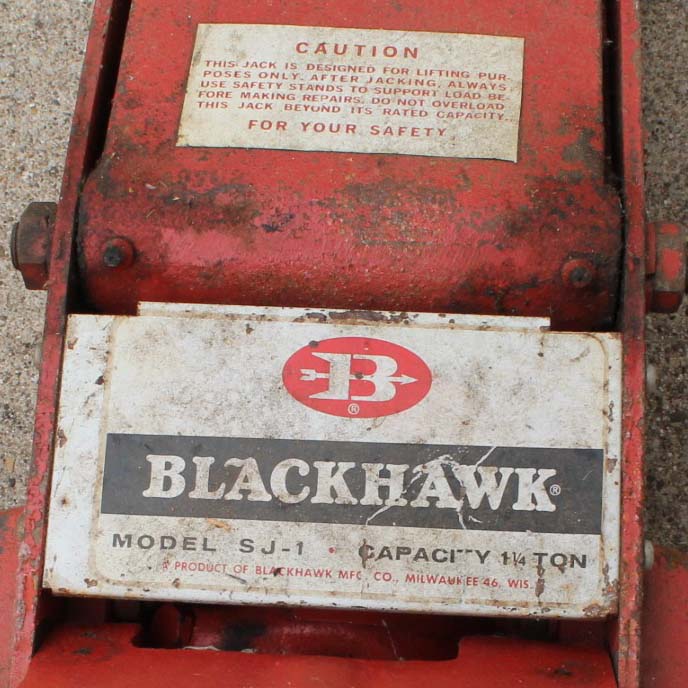 CAUTION
THIS JACK IS DESIGNED FOR LIFTING PUR-
POSES ONLY. AFTER JACKING, ALWAYS
USE SAFETY STANDS TO SUPPORT LOAD BE-
FORE MAKING REPAIRS. DO NOT OVERLOAD
THIS JACK BEYOND ITS RATED CAPACITY...
FOR YOUR SAFETY
B
®
BLACKHAWK®
MODEL SJ-1 • CAPACITY 1¼ TON
A PRODUCT OF BLACKHAWK MFG. CO., MILWAUKEE 46, WIS.